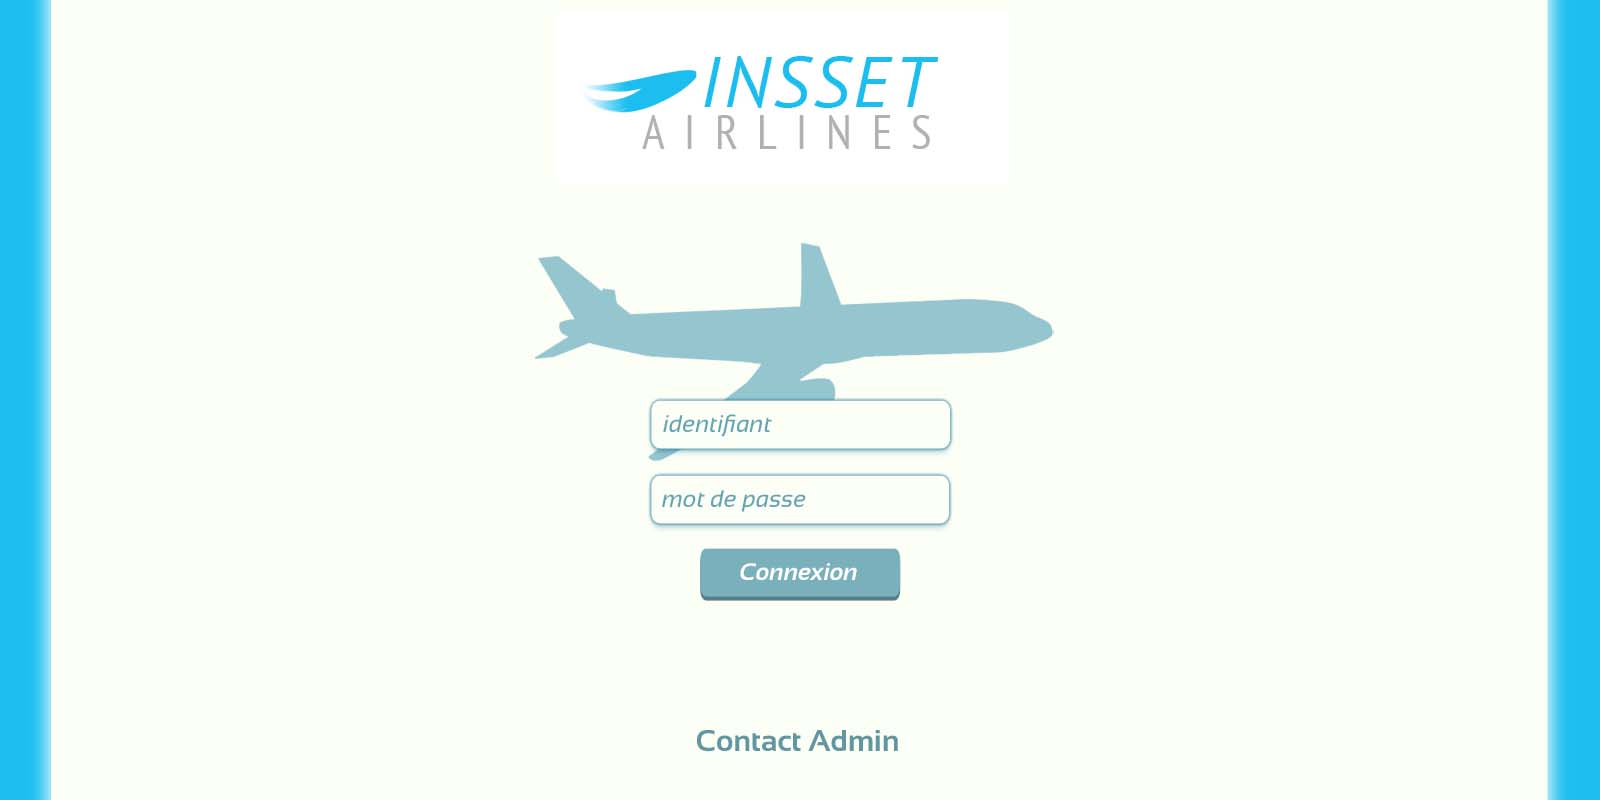 INSSET
AIRLINES
identifiant
mot de passe
Connexion
Contact Admin